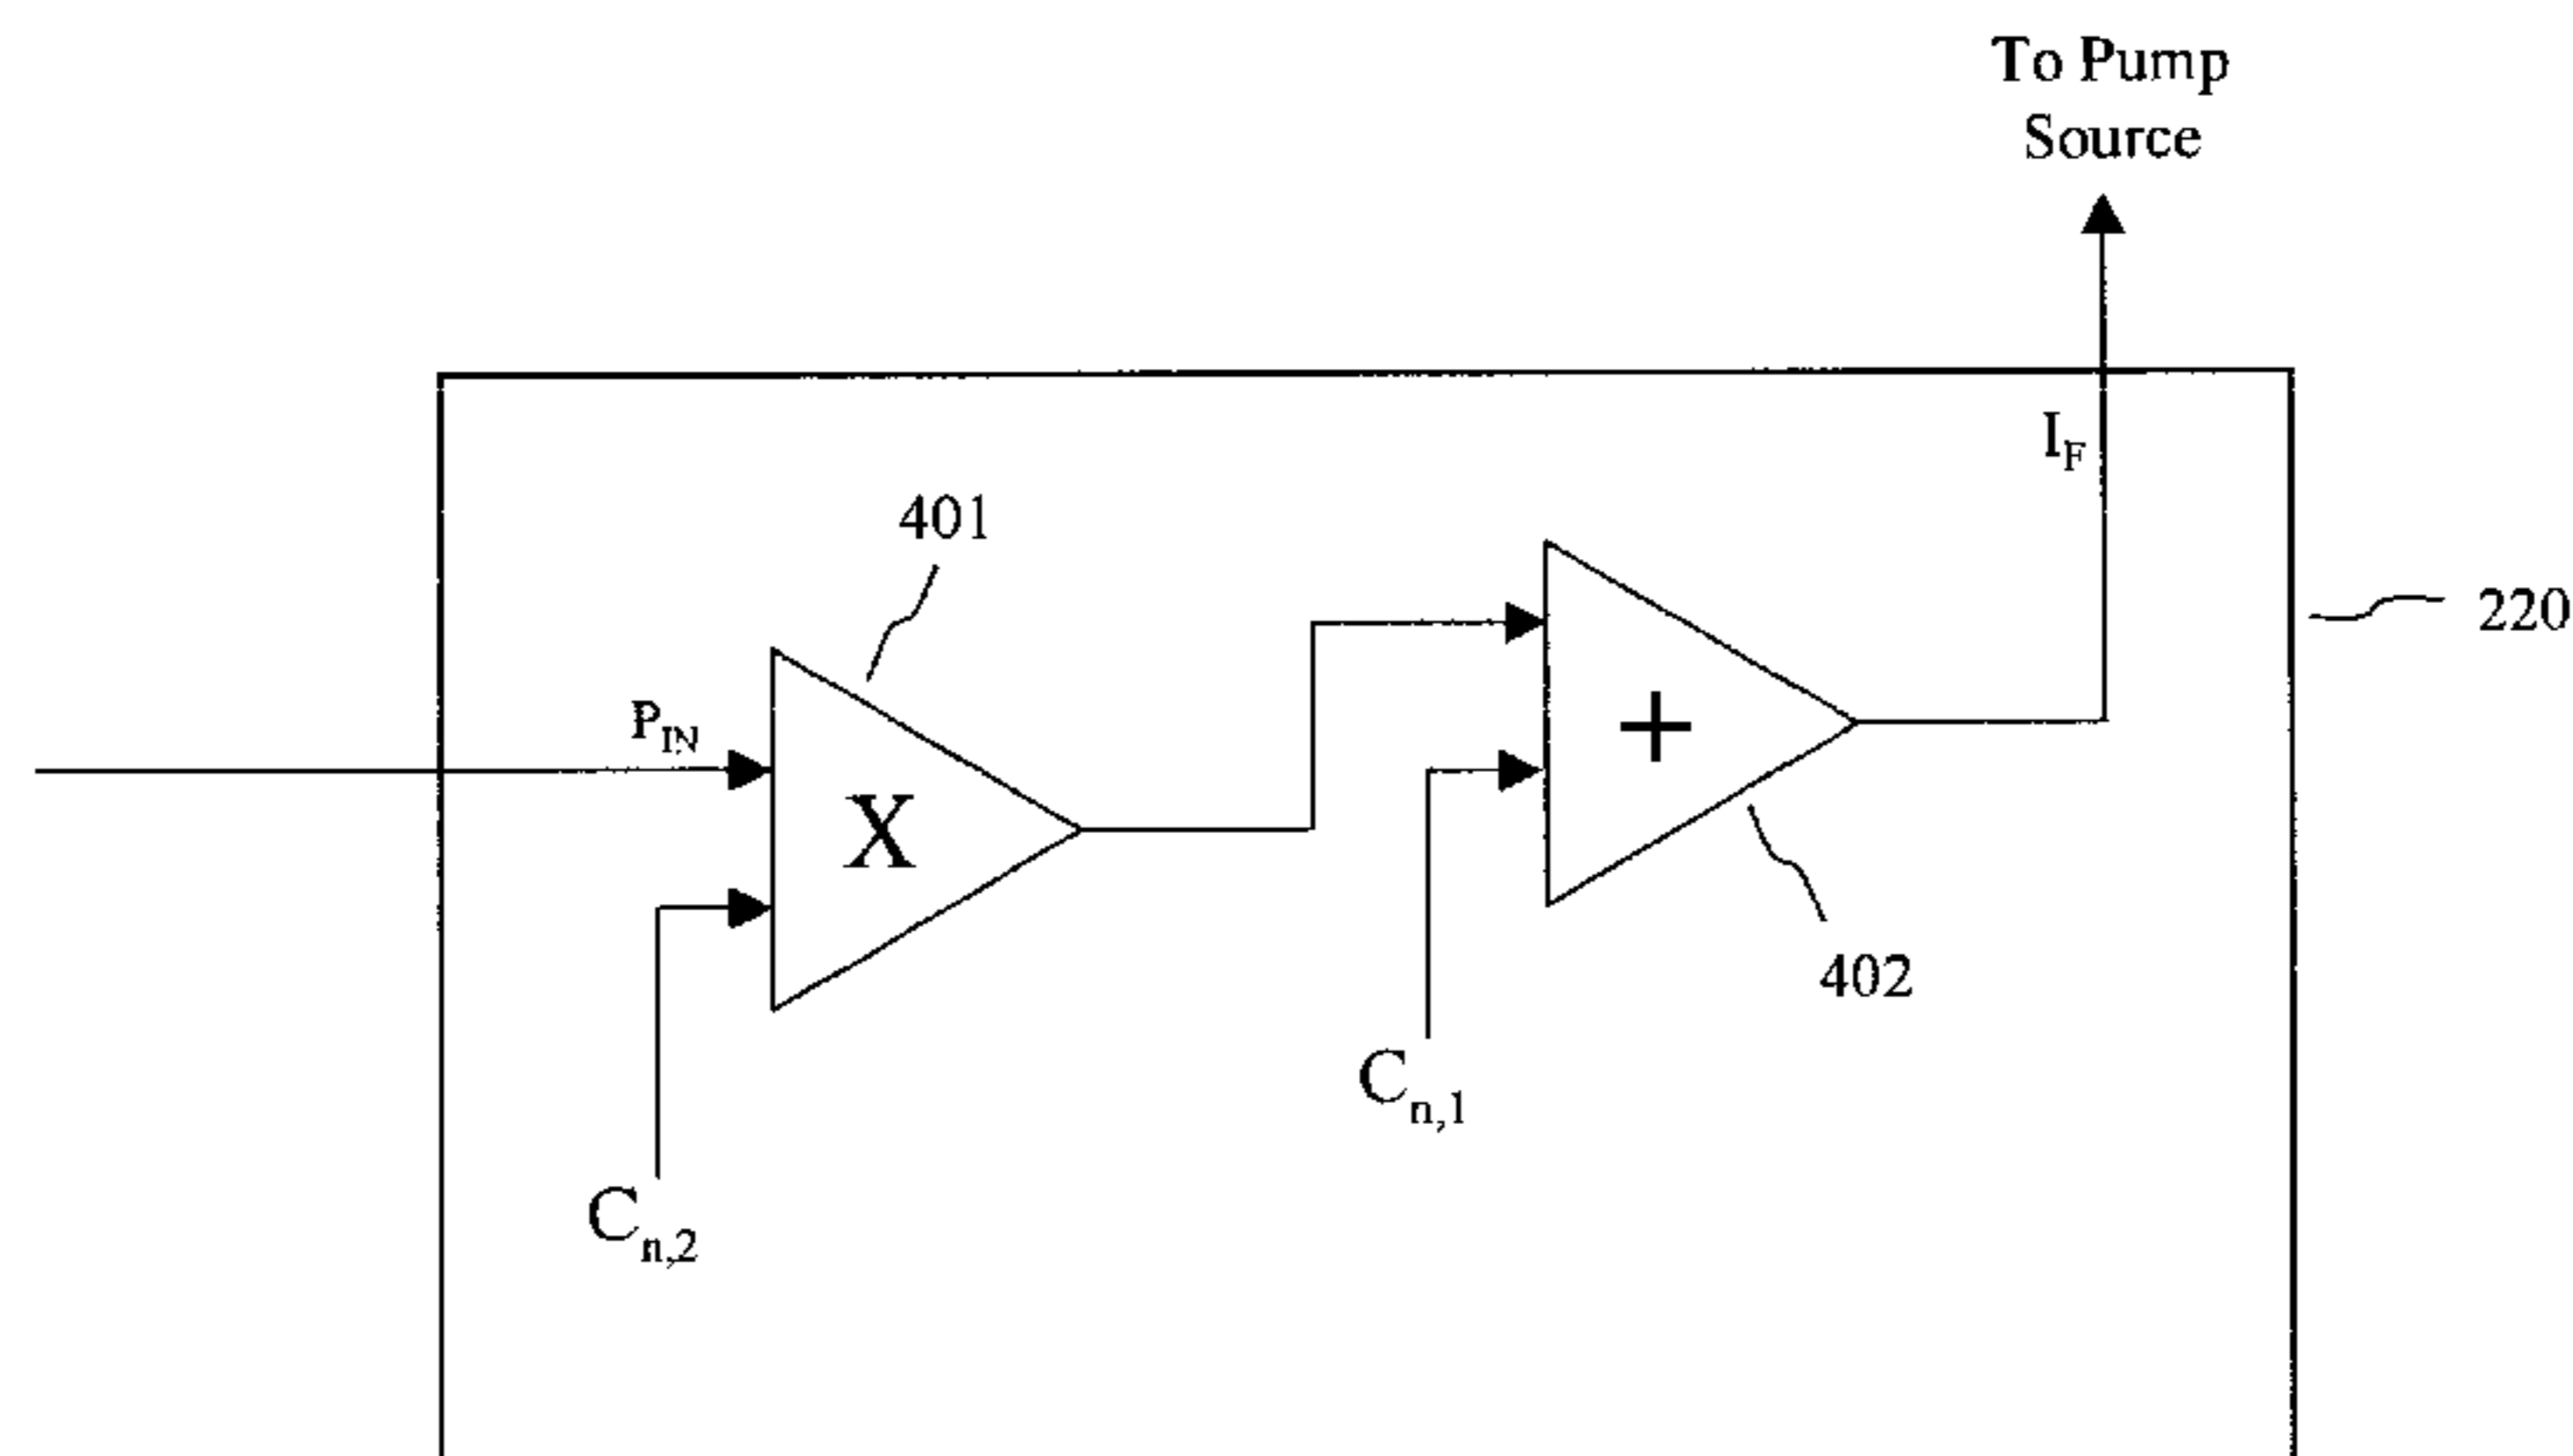 To Pump
Source
I_F
401
220
P_IN
X
+
402
C_n,1
C_n,2